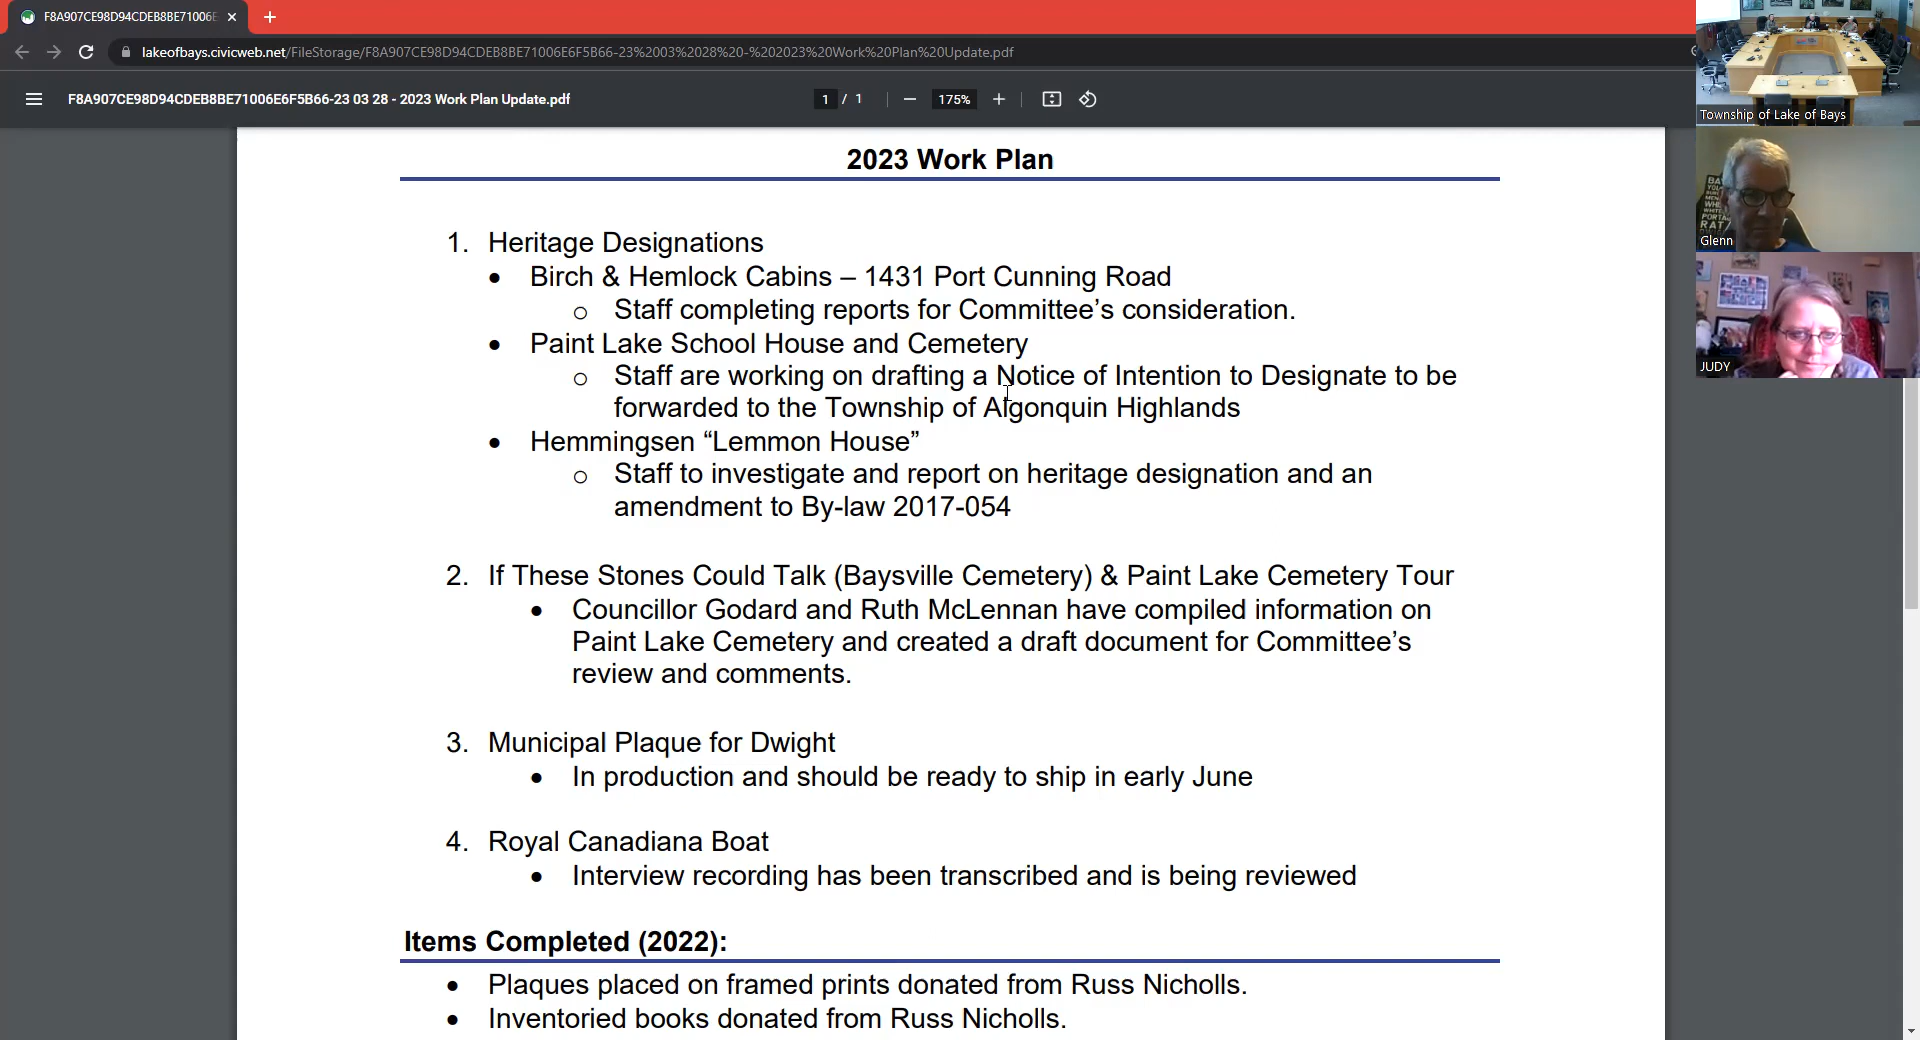 F8A907CE98D94CDEB8BE71006E
lakeofbays.civicweb.net/FileStorage/F8A907CE98D94CDEB8BE71006E6F5B66-23%2003%2028%20-%202023%20Work%20Plan%20Update.pdf
F8A907CE98D94CDEB8BE71006E6F5B66-23 03 28 - 2023 Work Plan Update.pdf
1 / 1
175%
Township of Lake of Bays
Glenn
JUDY
2023 Work Plan
1. Heritage Designations
• Birch & Hemlock Cabins – 1431 Port Cunning Road
o Staff completing reports for Committee’s consideration.
• Paint Lake School House and Cemetery
o Staff are working on drafting a Notice of Intention to Designate to be
forwarded to the Township of Algonquin Highlands
• Hemmingsen “Lemmon House”
o Staff to investigate and report on heritage designation and an
amendment to By-law 2017-054
2. If These Stones Could Talk (Baysville Cemetery) & Paint Lake Cemetery Tour
• Councillor Godard and Ruth McLennan have compiled information on
Paint Lake Cemetery and created a draft document for Committee’s
review and comments.
3. Municipal Plaque for Dwight
• In production and should be ready to ship in early June
4. Royal Canadiana Boat
• Interview recording has been transcribed and is being reviewed
Items Completed (2022):
• Plaques placed on framed prints donated from Russ Nicholls.
• Inventoried books donated from Russ Nicholls.